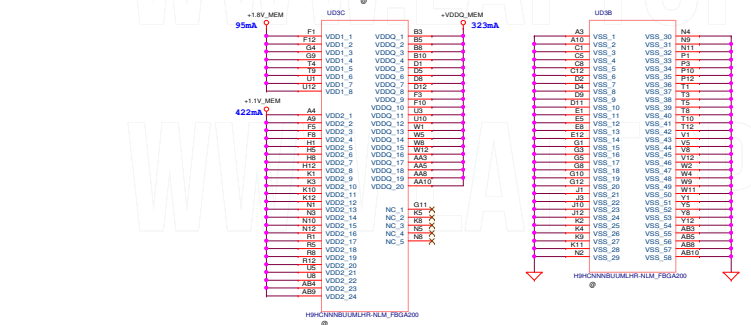 @
+1.8V_MEM
95mA
UD3C
+VDDQ_MEM
323mA
F1 VDD1_1
F12 VDD1_2
G4 VDD1_3
G9 VDD1_4
T4 VDD1_5
T9 VDD1_6
U1 VDD1_7
U12 VDD1_8
+1.1V_MEM
422mA
A4 VDD2_1
A9 VDD2_2
F5 VDD2_3
F8 VDD2_4
H1 VDD2_5
H5 VDD2_6
H8 VDD2_7
H12 VDD2_8
K1 VDD2_9
K3 VDD2_10
K10 VDD2_11
K12 VDD2_12
N1 VDD2_13
N3 VDD2_14
N10 VDD2_15
N12 VDD2_16
R1 VDD2_17
R5 VDD2_18
R8 VDD2_19
R12 VDD2_20
U5 VDD2_21
U8 VDD2_22
AB4 VDD2_23
AB9 VDD2_24
VDDQ_1 B3
VDDQ_2 B5
VDDQ_3 B8
VDDQ_4 B10
VDDQ_5 D1
VDDQ_6 D5
VDDQ_7 D8
VDDQ_8 D12
VDDQ_9 F3
VDDQ_10 F10
VDDQ_11 U3
VDDQ_12 U10
VDDQ_13 W1
VDDQ_14 W5
VDDQ_15 W8
VDDQ_16 W12
VDDQ_17 AA3
VDDQ_18 AA5
VDDQ_19 AA8
VDDQ_20 AA10
NC_1 G11
NC_2 K5
NC_3 K8
NC_4 N5
NC_5 N8
H9HCNNNBUUMLHR-NLM_FBGA200
@
UD3B
A3 VSS_1
A10 VSS_2
C1 VSS_3
C5 VSS_4
C8 VSS_5
C12 VSS_6
D2 VSS_7
D4 VSS_8
D9 VSS_9
D11 VSS_10
E1 VSS_11
E5 VSS_12
E8 VSS_13
E12 VSS_14
G1 VSS_15
G3 VSS_16
G5 VSS_17
G8 VSS_18
G10 VSS_19
G12 VSS_20
J1 VSS_21
J3 VSS_22
J10 VSS_23
J12 VSS_24
K2 VSS_25
K4 VSS_26
K9 VSS_27
K11 VSS_28
N2 VSS_29
VSS_30 N4
VSS_31 N9
VSS_32 N11
VSS_33 P1
VSS_34 P3
VSS_35 P10
VSS_36 P12
VSS_37 T1
VSS_38 T3
VSS_39 T5
VSS_40 T8
VSS_41 T10
VSS_42 T12
VSS_43 V1
VSS_44 V5
VSS_45 V8
VSS_46 V12
VSS_47 W2
VSS_48 W4
VSS_49 W9
VSS_50 W11
VSS_51 Y1
VSS_52 Y5
VSS_53 Y8
VSS_54 Y12
VSS_55 AB3
VSS_56 AB5
VSS_57 AB8
VSS_58 AB10
H9HCNNNBUUMLHR-NLM_FBGA200
@